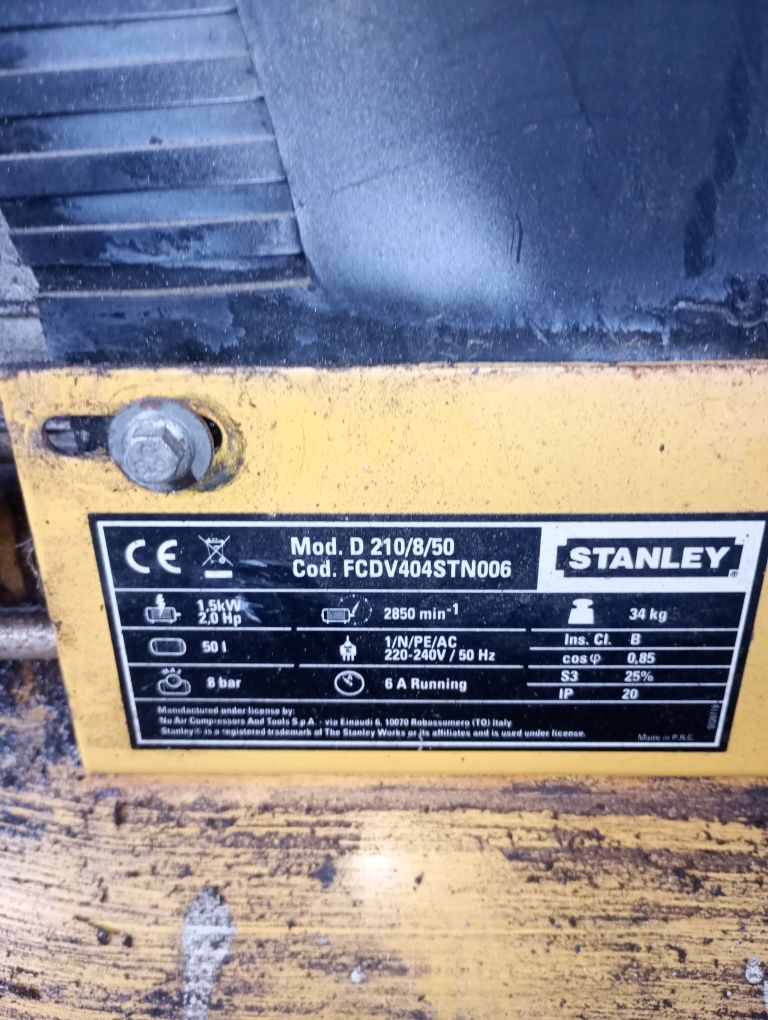 CE
Mod. D 210/8/50
Cod. FCDV404STN006
STANLEY®
1,5kW
2,0 Hp
2850 min-1
34 kg
50 l
1/N/PE/AC
220-240V / 50 Hz
Ins. Cl. B
cosφ 0,85
8 bar
6 A Running
S3 25%
IP 20
Manufactured under license by:
Nu Air Compressors And Tools S.p.A. - via Einaudi 6, 10070 Robassomero (TO) Italy
Stanley® is a registered trademark of The Stanley Works or its affiliates and is used under license.
Made in P.R.C.
8.8